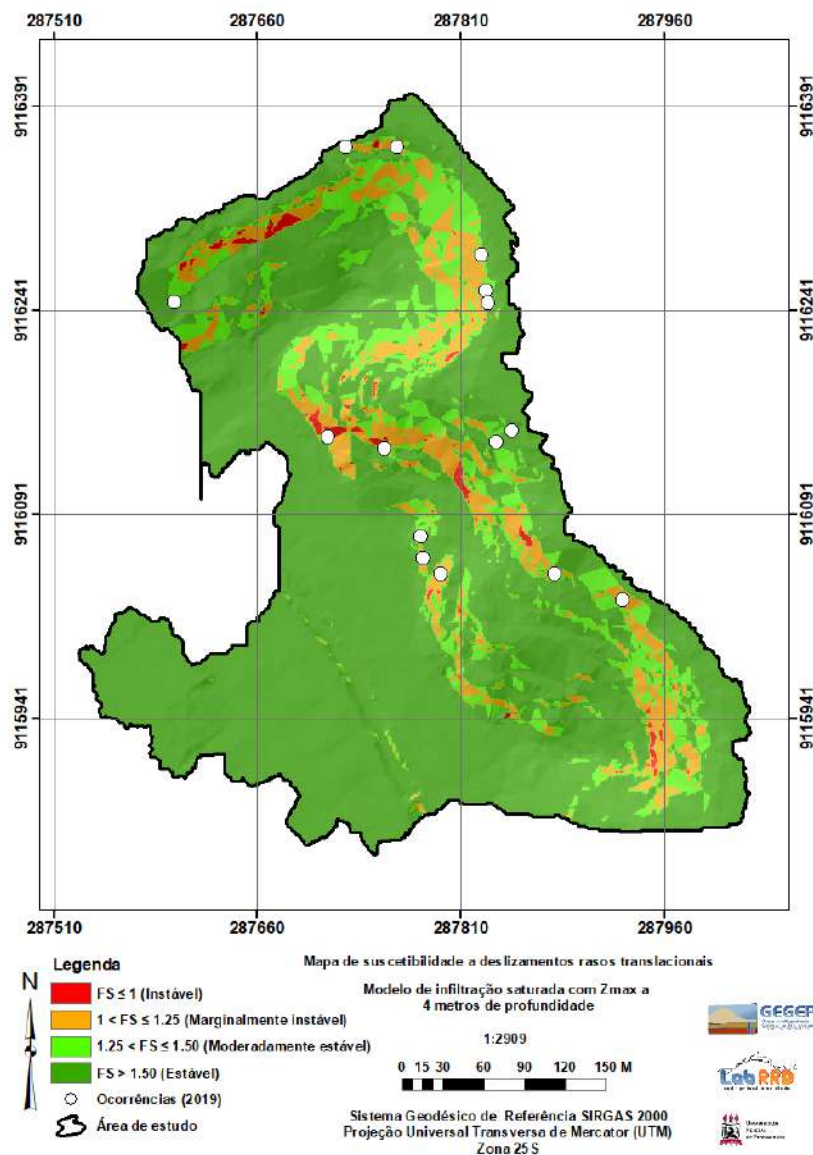 287510 287660 287810 287960
9116391 9116391
9116241 9116241
9116091 9116091
9115941 9115941
287510 287660 287810 287960
Legenda
N
FS ≤ 1 (Instável)
1 < FS ≤ 1.25 (Marginalmente instável)
1.25 < FS ≤ 1.50 (Moderadamente estável)
FS > 1.50 (Estável)
Ocorrências (2019)
Área de estudo
Mapa de suscetibilidade a deslizamentos rasos translacionais
Modelo de infiltração saturada com Zmax a
4 metros de profundidade
1:2909
0 15 30 60 90 120 150 M
Sistema Geodésico de Referência SIRGAS 2000
Projeção Universal Transversa de Mercator (UTM)
Zona 25 S
GEGEP
Lab RRD